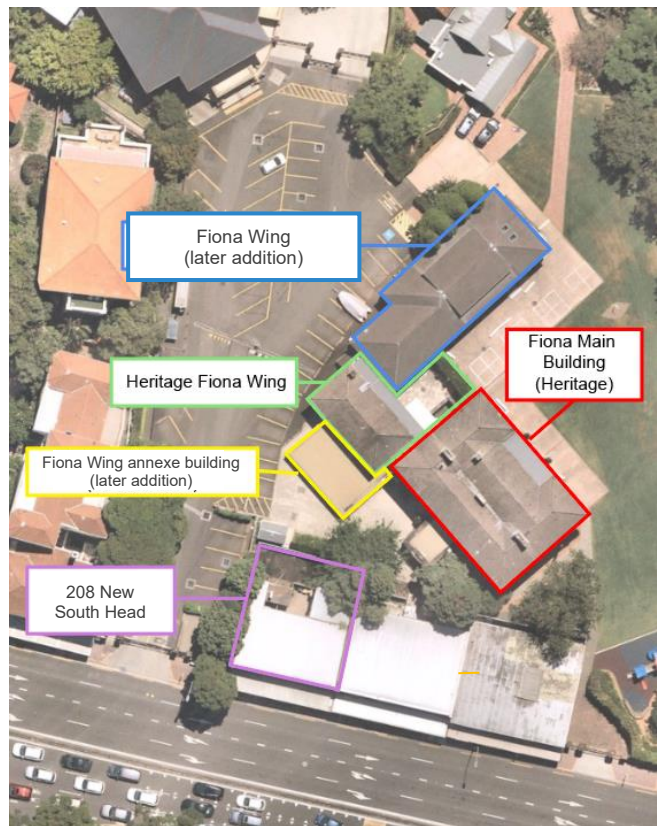 Fiona Wing
(later addition)
Fiona Main
Building
(Heritage)
Heritage Fiona Wing
Fiona Wing annexe building
(later addition)
208 New
South Head